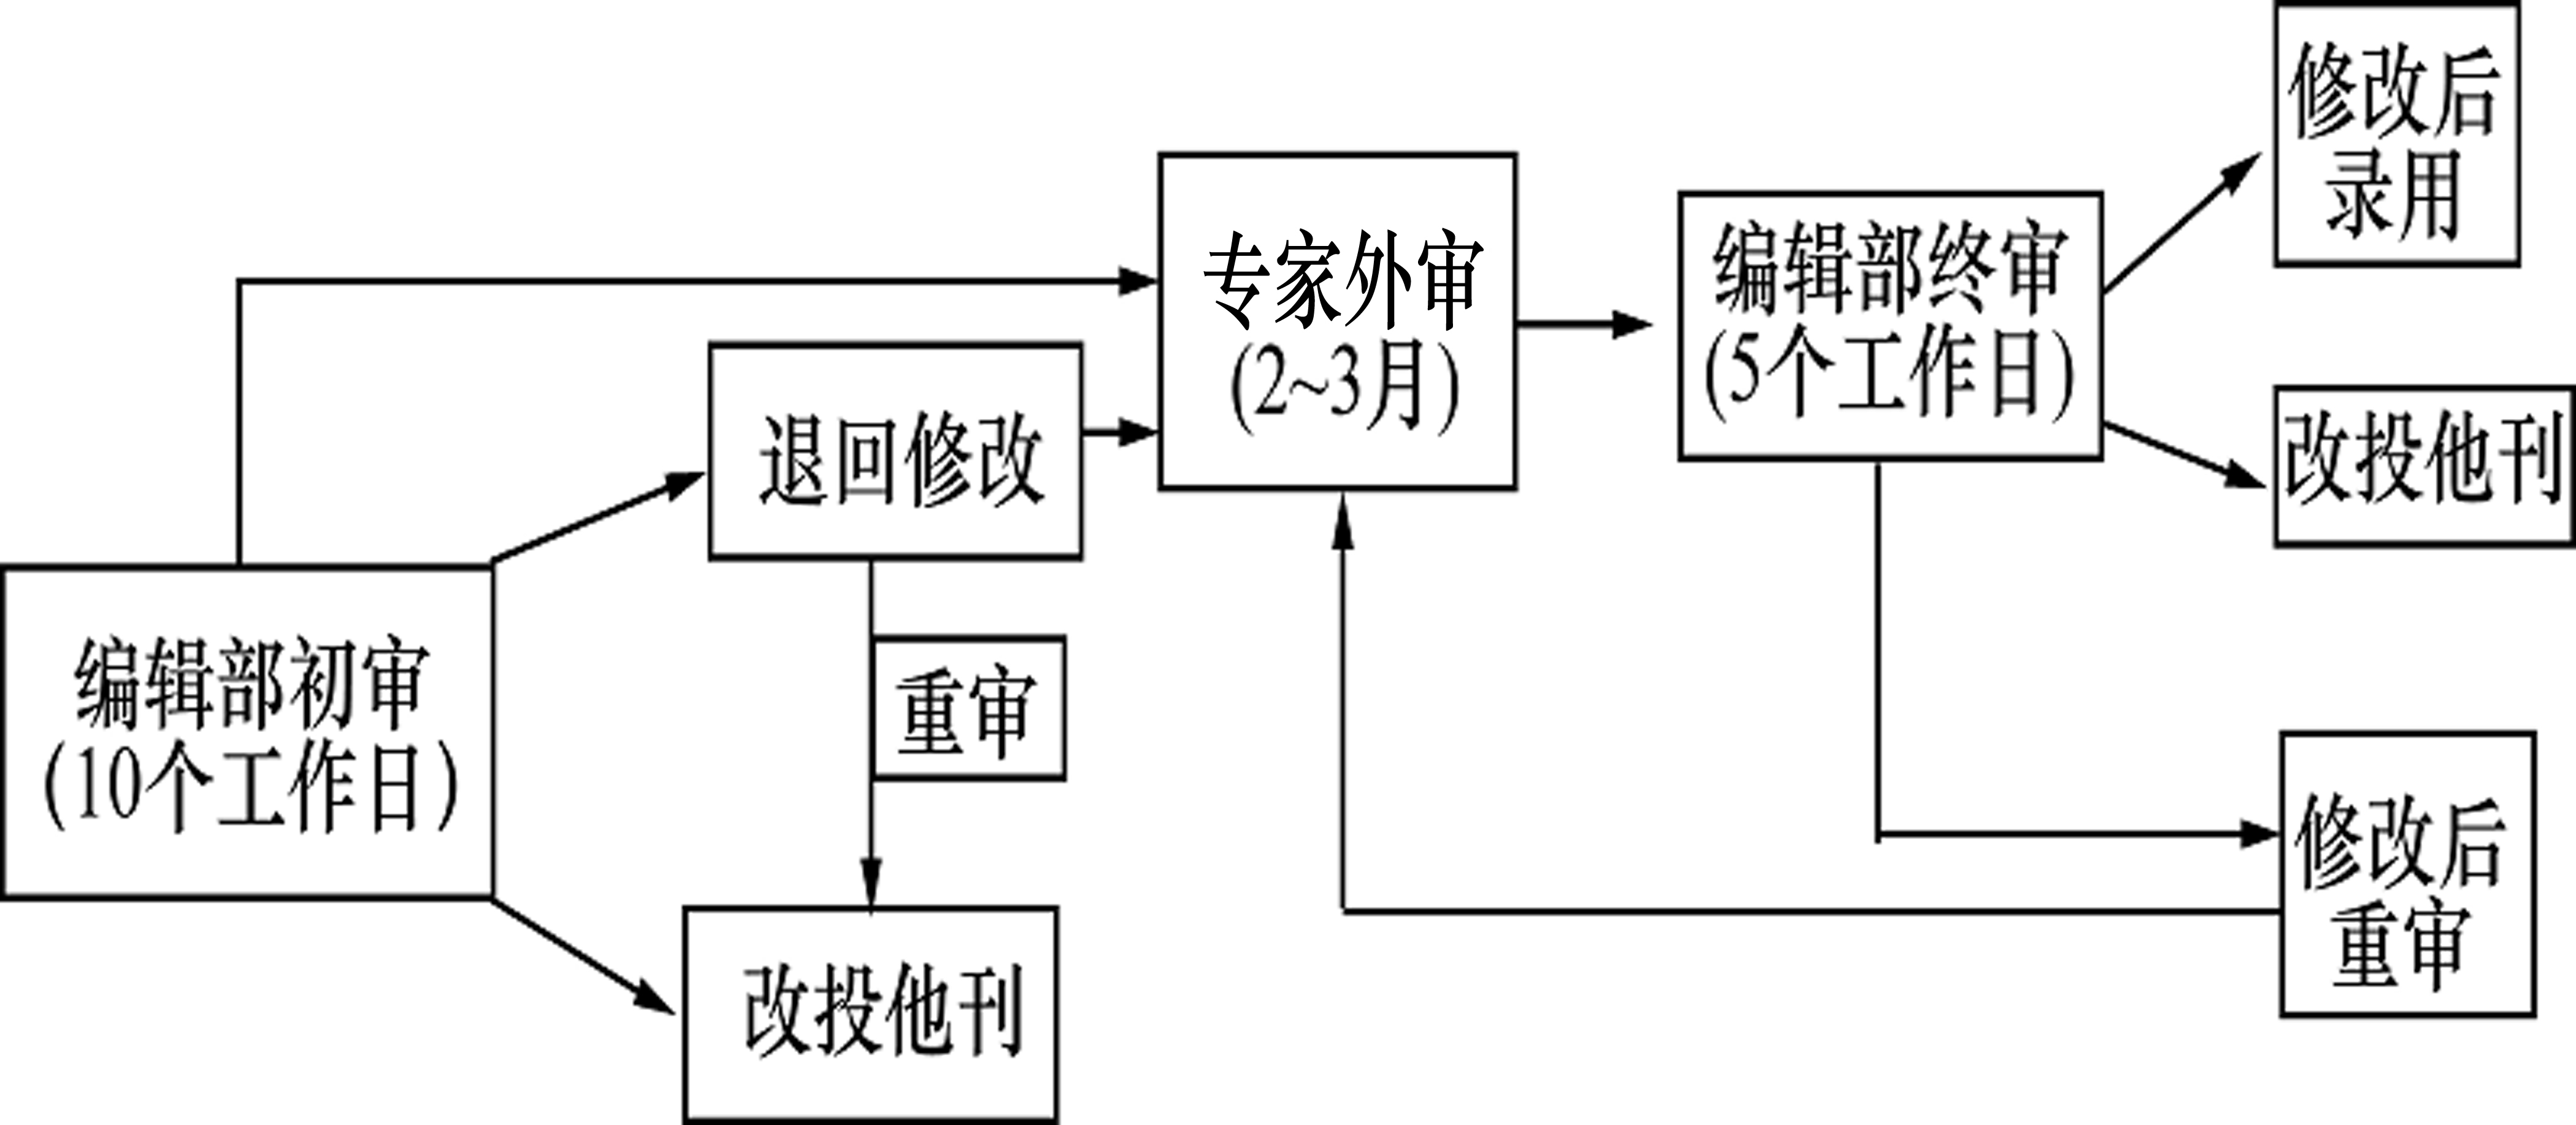 编辑部初审
(10个工作日)
退回修改
重审
改投他刊
专家外审
(2~3月)
编辑部终审
(5个工作日)
修改后
录用
改投他刊
修改后
重审